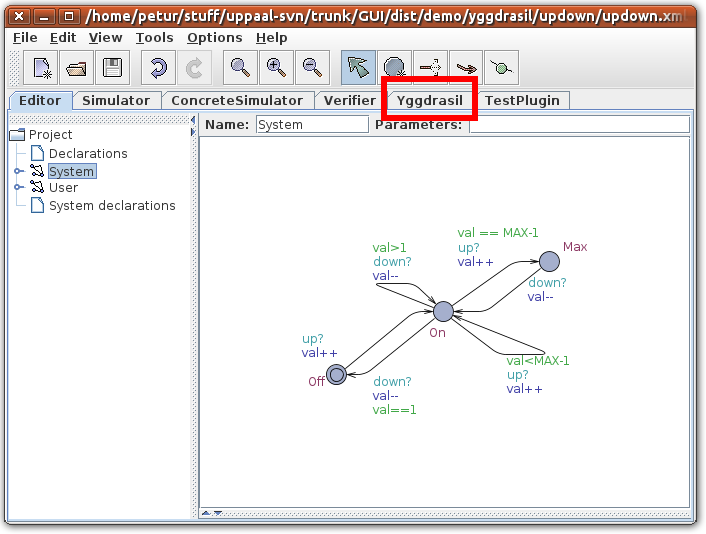 /home/petur/stuff/uppaal-svn/trunk/GUI/dist/demo/yggdrasil/updown/updown.xml
File Edit View Tools Options Help
Editor Simulator ConcreteSimulator Verifier Yggdrasil TestPlugin
Name: System Parameters:
Project
Declarations
System
User
System declarations
val == MAX-1
up?
val++
Max
val>1
down?
val--
down?
val--
On
up?
val++
val<MAX-1
up?
val++
Off
down?
val--
val==1